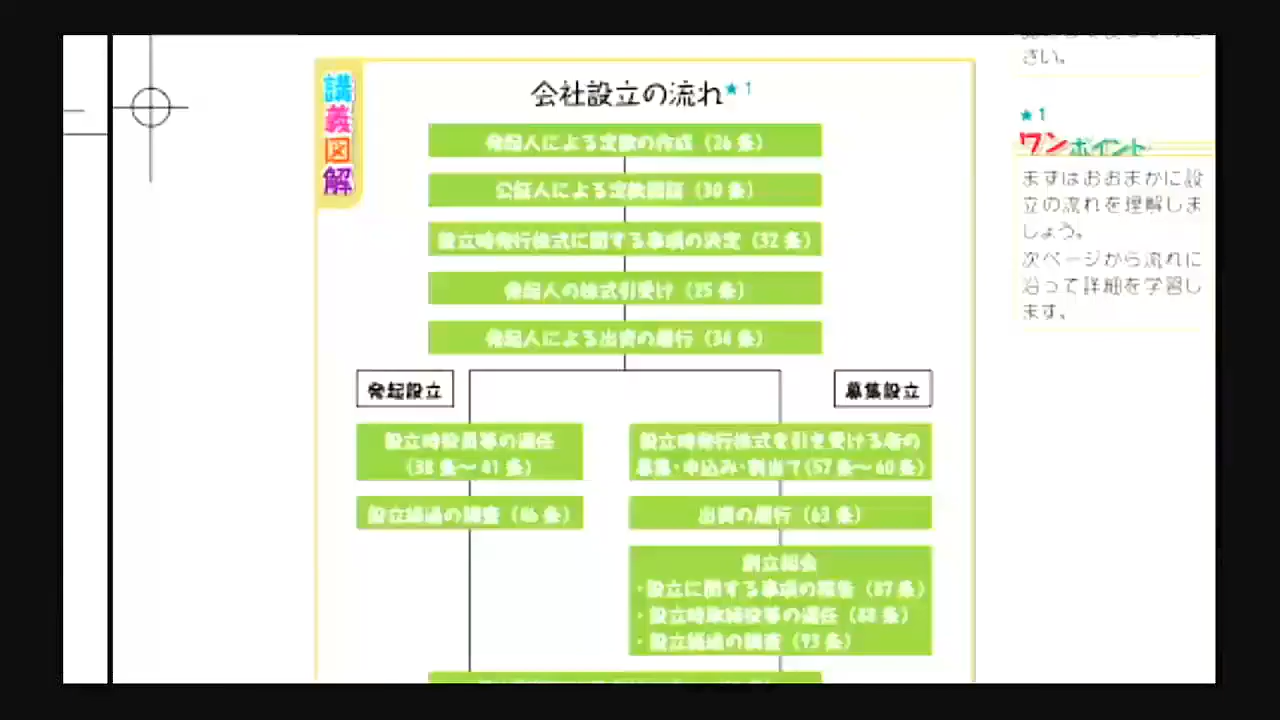 さい。
講義図解
会社設立の流れ★1
発起人による定款の作成（26条）
公証人による定款認証（30条）
設立時発行株式に関する事項の決定（32条）
発起人の株式引受け（25条）
発起人による出資の履行（34条）
発起設立
募集設立
設立時役員等の選任
（38条～41条）
設立経過の調査（46条）
設立時発行株式を引き受ける者の
募集・申込み・割当て（57条～60条）
出資の履行（63条）
創立総会
・設立に関する事項の報告（87条）
・設立時取締役等の選任（88条）
・設立経過の調査（93条）
★1
ワンポイント
まずはおおまかに設
立の流れを理解しま
しょう。
次ページから流れに
沿って詳細を学習し
ます。